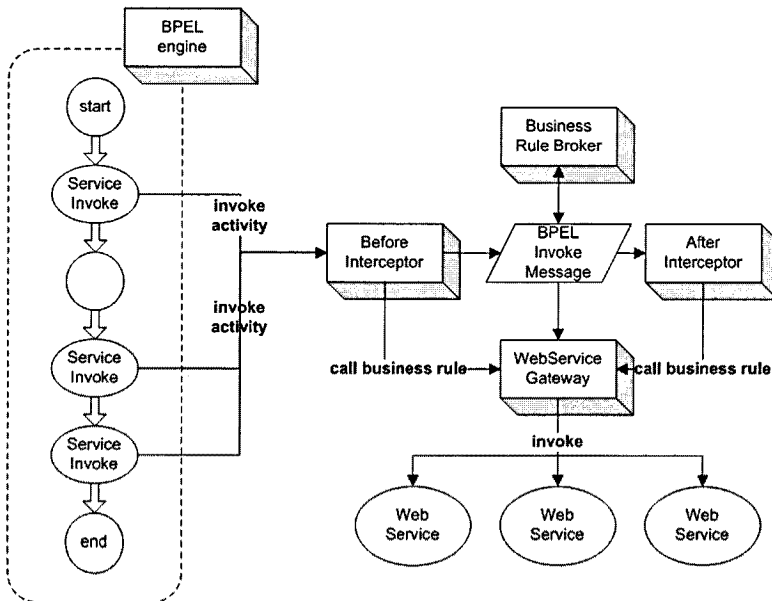 BPEL
engine
start
Service
Invoke
invoke
activity
invoke
activity
Service
Invoke
Service
Invoke
end
Business
Rule Broker
Before
Interceptor
BPEL
Invoke
Message
After
Interceptor
call business rule
WebService
Gateway
call business rule
invoke
Web
Service
Web
Service
Web
Service